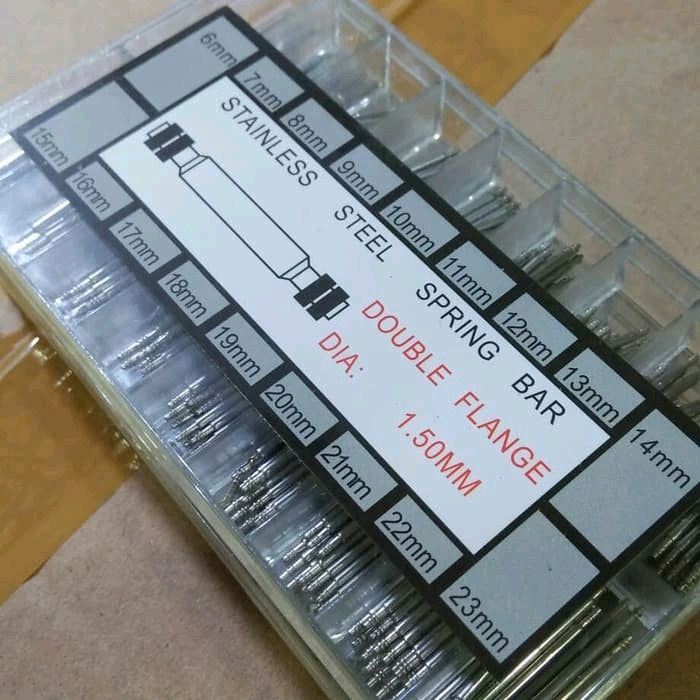 6mm
7mm
8mm
9mm
10mm
11mm
12mm
13mm
14mm
STAINLESS STEEL SPRING BAR
DOUBLE FLANGE
DIA: 1.50MM
15mm
16mm
17mm
18mm
19mm
20mm
21mm
22mm
23mm